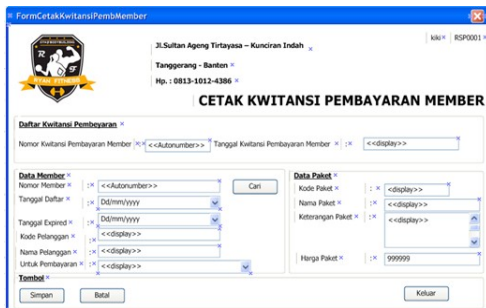 FormCetakKwitansiPembMember
kiki RSP0001
Jl.Sultan Ageng Tirtayasa – Kunciran Indah
Tanggerang - Banten
Hp. : 0813-1012-4386
R F
RYAN FITNESS
CETAK KWITANSI PEMBAYARAN MEMBER
Daftar Kwitansi Pembeyaran
Nomor Kwitansi Pembayaran Member : <<Autonumber>> Tanggal Kwitansi Pembayaran Member : <<display>>
Data Member
Nomor Member : <<Autonumber>> Cari
Tanggal Daftar : Dd/mm/yyyy
Tanggal Expired : Dd/mm/yyyy
Kode Pelanggan : <<display>>
Nama Pelanggan : <<display>>
Untuk Pembayaran : <<display>>
Data Paket
Kode Paket : <display>>
Nama Paket : <<display>>
Keterangan Paket : <<display>>
Harga Paket : 999999
Tombol
Simpan Batal Keluar